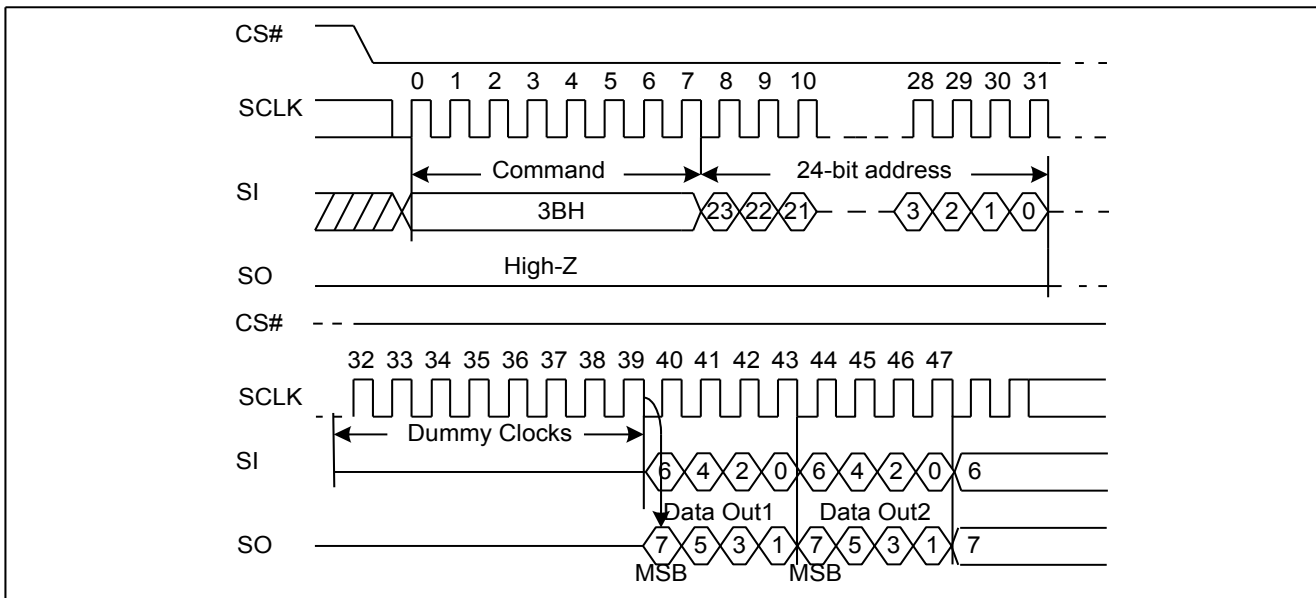 CS#
0 1 2 3 4 5 6 7 8 9 10 28 29 30 31
SCLK
Command 24-bit address
SI
3BH 23 22 21 3 2 1 0
High-Z
SO
CS#
32 33 34 35 36 37 38 39 40 41 42 43 44 45 46 47
SCLK
Dummy Clocks
SI
6 4 2 0 6 4 2 0 6
Data Out1 Data Out2
SO
7 5 3 1 7 5 3 1 7
MSB MSB